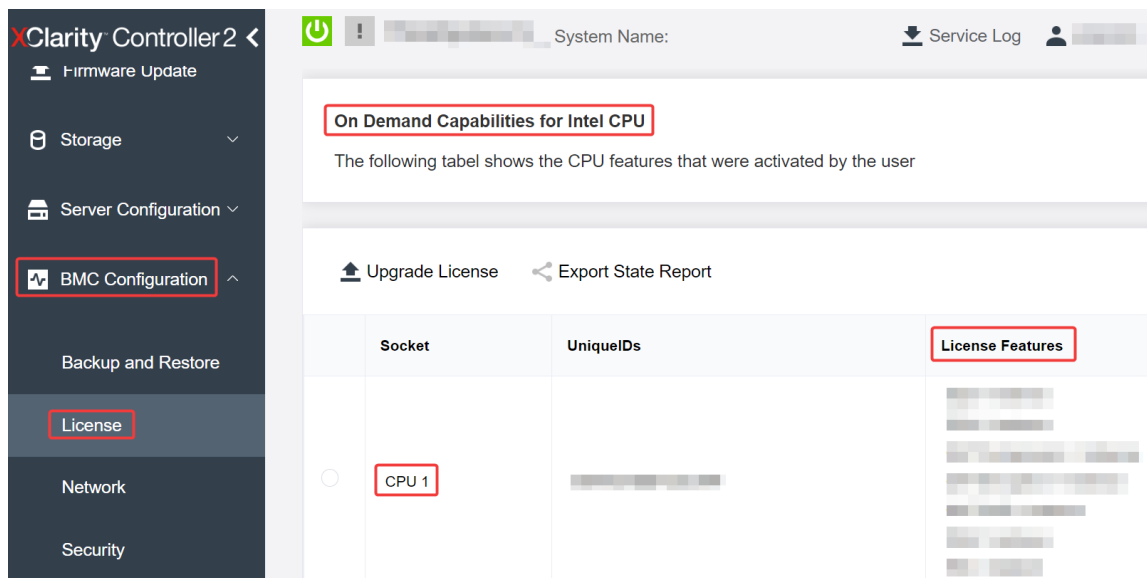 XClarity Controller 2
Firmware Update
Storage
Server Configuration
BMC Configuration
Backup and Restore
License
Network
Security
System Name:
Service Log
On Demand Capabilities for Intel CPU
The following tabel shows the CPU features that were activated by the user
Upgrade License
Export State Report
Socket
UniqueIDs
License Features
CPU 1